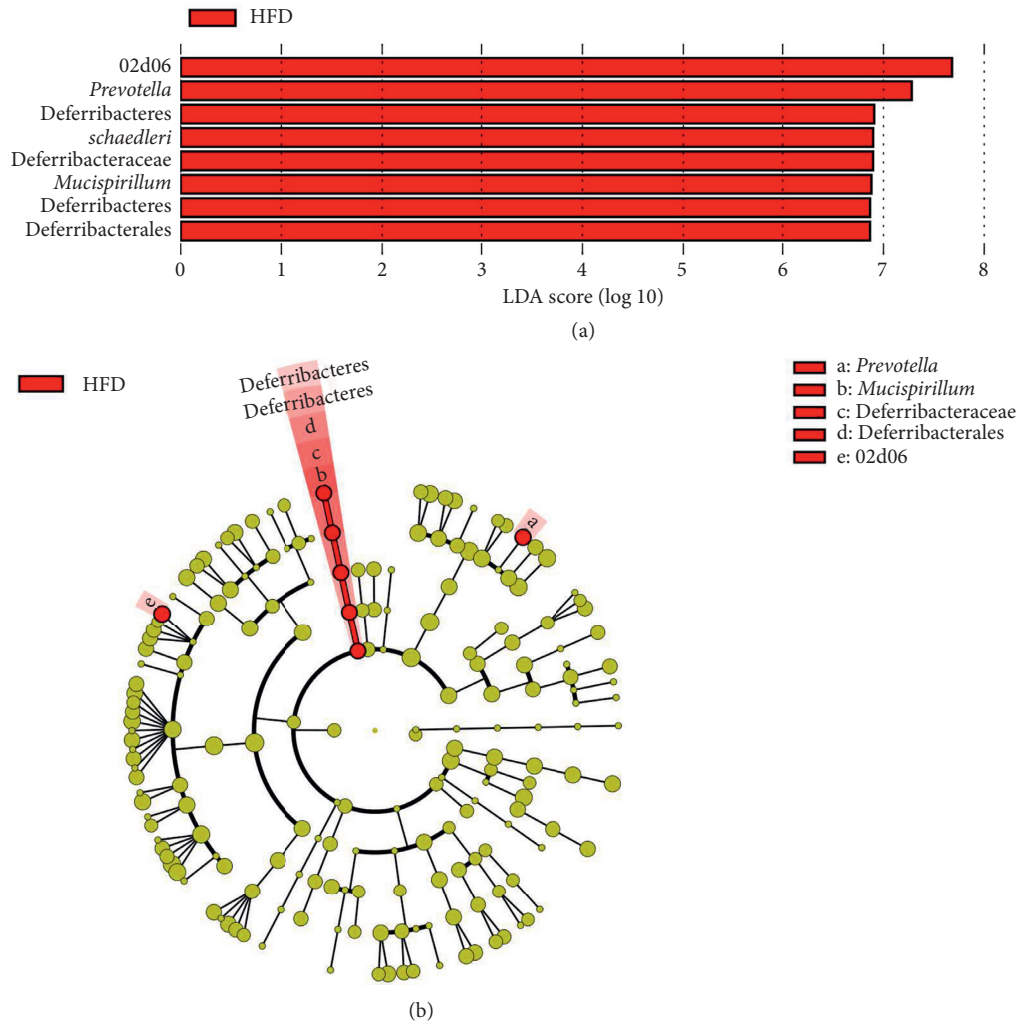 HFD
02d06
Prevotella
Deferribacteres
schaedleri
Deferribacteraceae
Mucispirillum
Deferribacteres
Deferribacterales
0 1 2 3 4 5 6 7 8
LDA score (log 10)
(a)
HFD
Deferribacteres
Deferribacteres
d
c
b
a
e
a: Prevotella
b: Mucispirillum
c: Deferribacteraceae
d: Deferribacterales
e: 02d06
(b)